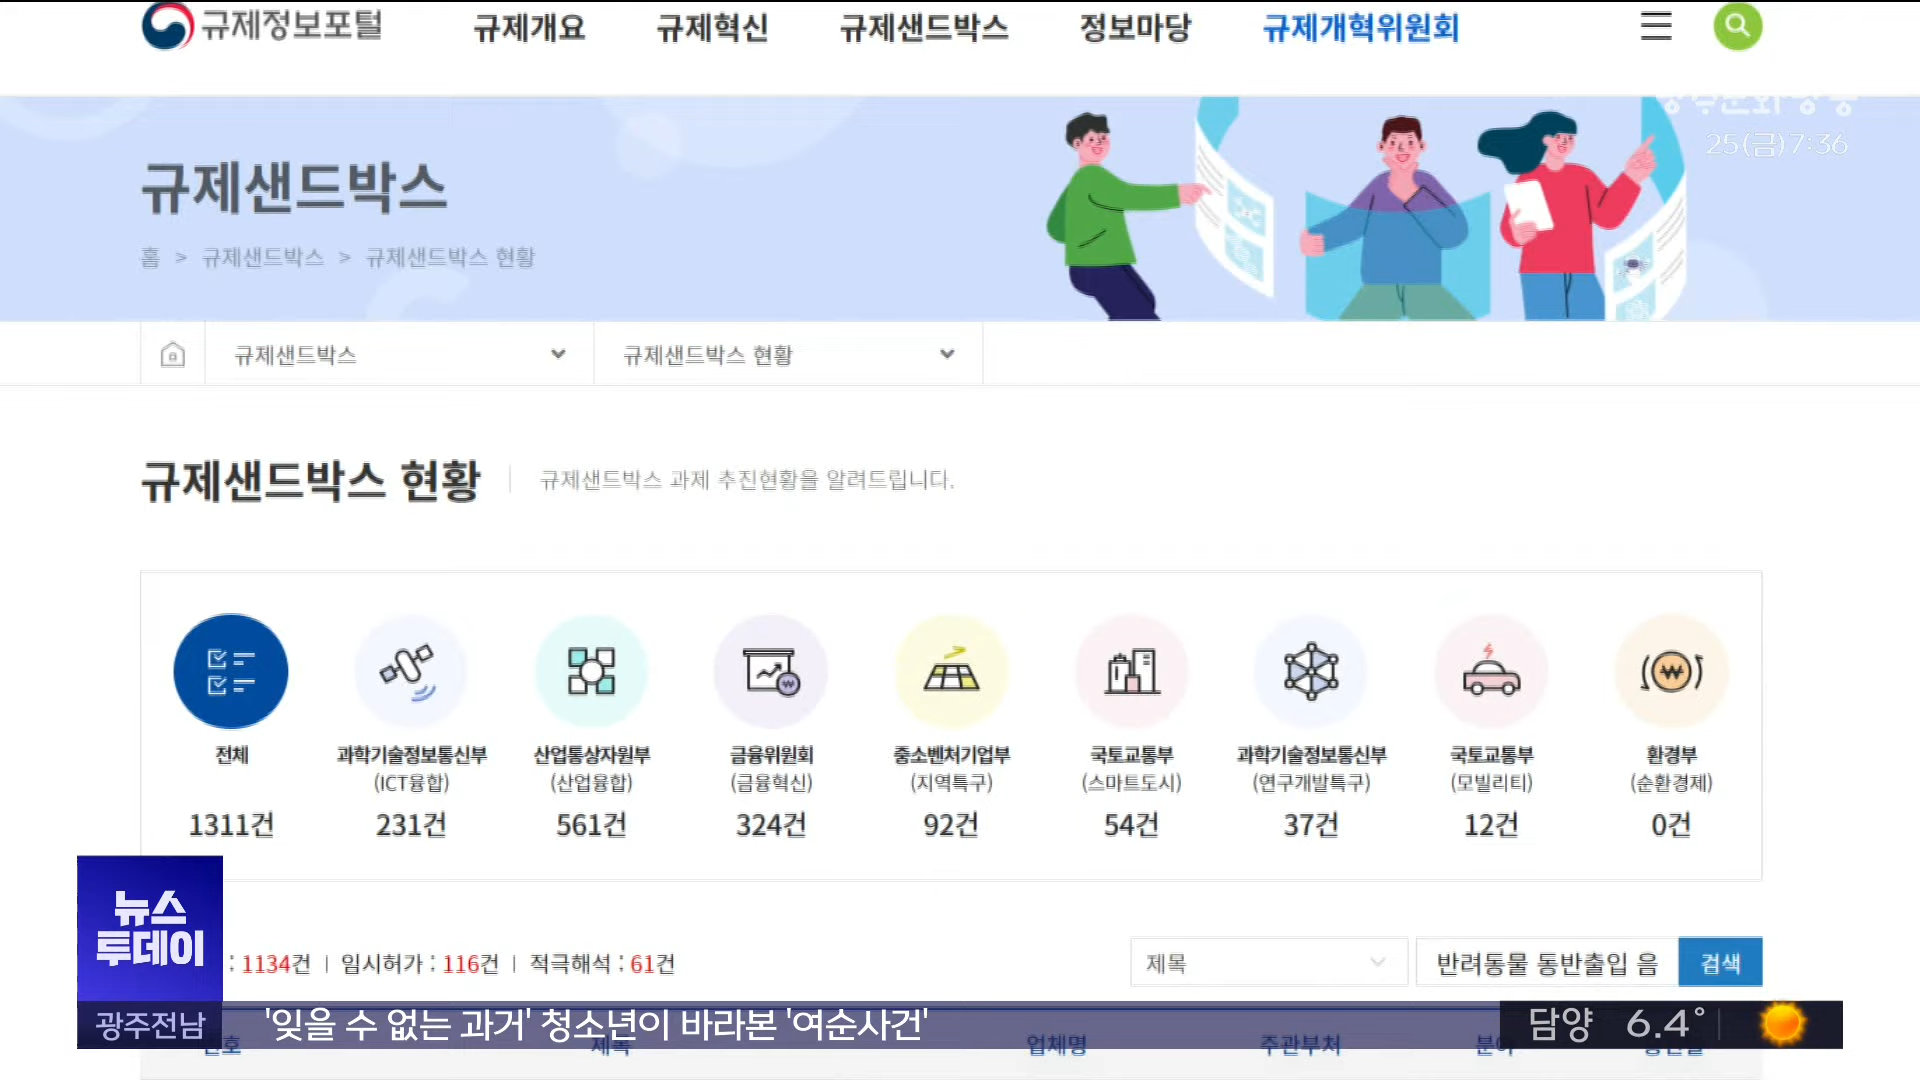 규제정보포털 규제개요 규제혁신 규제샌드박스 정보마당 규제개혁위원회
25(금)7:36
규제샌드박스
홈 > 규제샌드박스 > 규제샌드박스 현황
규제샌드박스 규제샌드박스 현황
규제샌드박스 현황 규제샌드박스 과제 추진현황을 알려드립니다.
전체 과학기술정보통신부 산업통상자원부 금융위원회 중소벤처기업부 국토교통부 과학기술정보통신부 국토교통부 환경부
(ICT융합) (산업융합) (금융혁신) (지역특구) (스마트도시) (연구개발특구) (모빌리티) (순환경제)
1311건 231건 561건 324건 92건 54건 37건 12건 0건
뉴스
투데이
: 1134건 | 임시허가 : 116건 | 적극해석 : 61건 제목 반려동물 동반출입 음 검색
광주전남 '잊을 수 없는 과거' 청소년이 바라본 '여순사건' 담양 6.4°
제목 업체명 주관부처